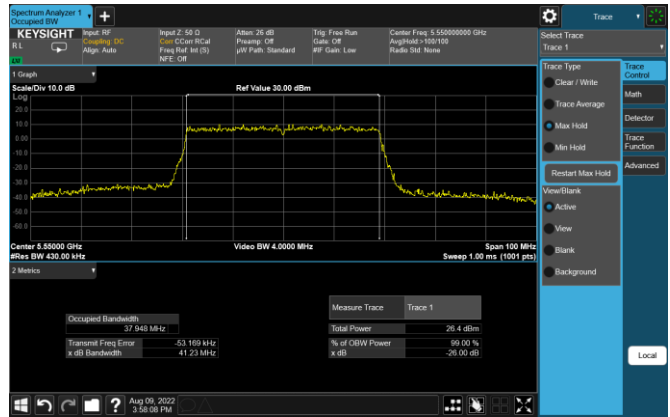 Spectrum Analyzer 1
Occupied BW
Trace
KEYSIGHT
Input: RF
Input Z: 50 Ω
Atten: 26 dB
Trig: Free Run
Center Freq: 5.550000000 GHz
RL
Coupling: DC
Corr CCorr RCal
Preamp: Off
Gate: Off
Avg|Hold:>100/100
Align: Auto
Freq Ref: Int (S)
µW Path: Standard
#IF Gain: Low
Radio Std: None
NFE: Off
Select Trace
Trace 1
1 Graph
Scale/Div 10.0 dB
Ref Value 30.00 dBm
Log
20.0
10.0
0.00
-10.0
-20.0
-30.0
-40.0
-50.0
-60.0
Center 5.55000 GHz
Video BW 4.0000 MHz
Span 100 MHz
#Res BW 430.00 kHz
Sweep 1.00 ms (1001 pts)
2 Metrics
Measure Trace
Trace 1
Occupied Bandwidth
37.948 MHz
Total Power
26.4 dBm
Transmit Freq Error
-53.169 kHz
% of OBW Power
99.00 %
x dB Bandwidth
41.23 MHz
x dB
-26.00 dB
Trace Type
Clear / Write
Trace Average
Max Hold
Min Hold
Restart Max Hold
View/Blank
Active
View
Blank
Background
Trace Control
Math
Detector
Trace Function
Advanced
Local
Aug 09, 2022
3:58:08 PM